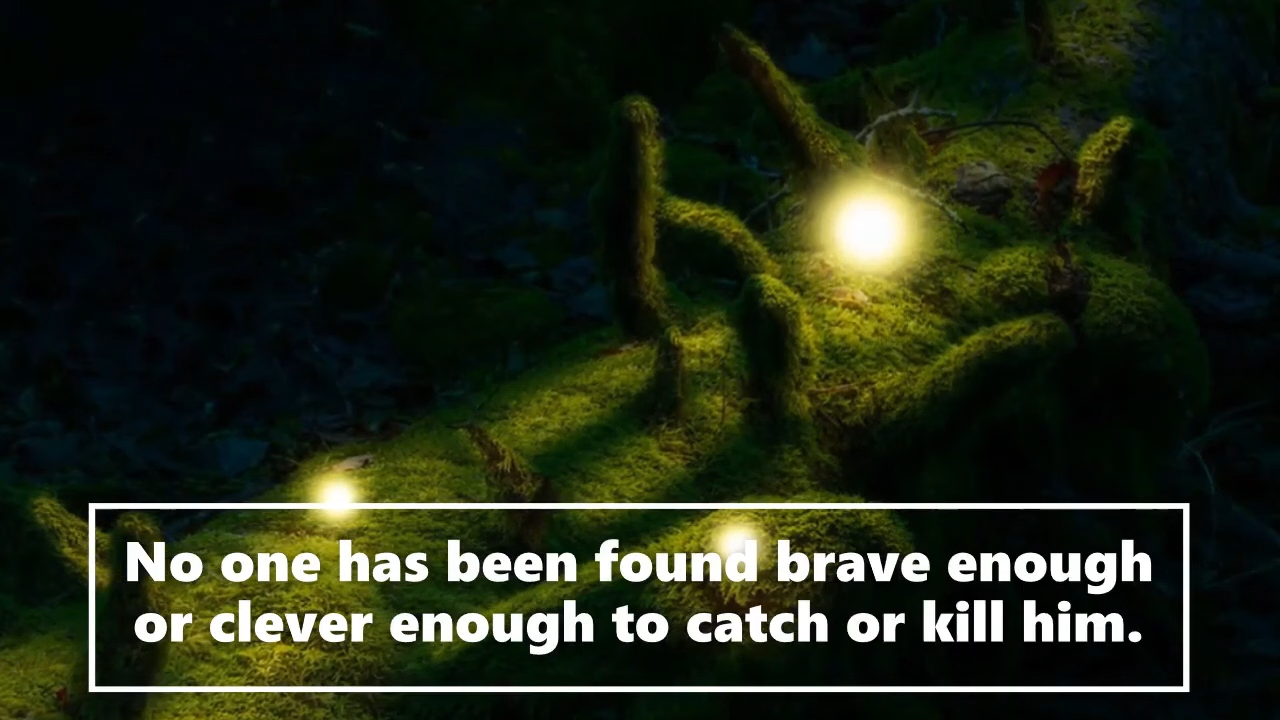 No one has been found brave enough
or clever enough to catch or kill him.